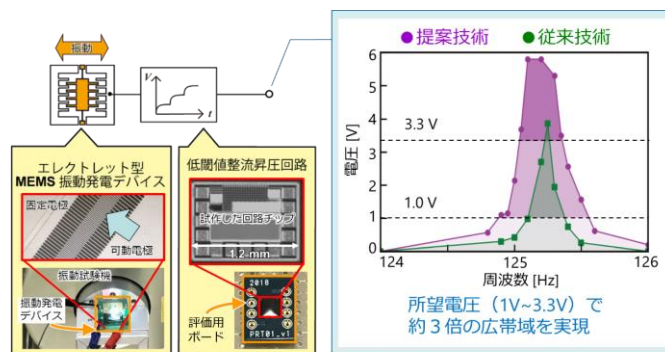 振動
V
t
エレクトレット型
MEMS 振動発電デバイス
固定電極
可動電極
振動試験機
振動発電
デバイス
低閾値整流昇圧回路
試作した回路チップ
1.2 mm
2018
PRT01_v1
評価用
ボード
●提案技術 ●従来技術
電圧 [V]
6
5
4
3
2
1
0
3.3 V
1.0 V
124
125
126
周波数 [Hz]
所望電圧（1V~3.3V）で
約３倍の広帯域を実現